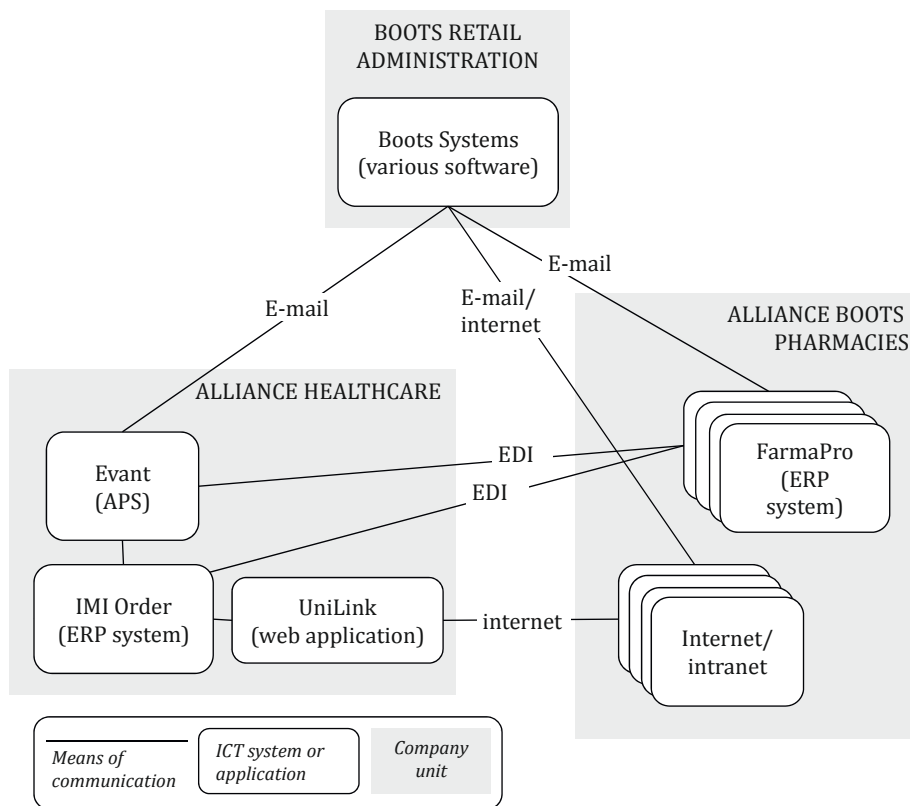 BOOTS RETAIL
ADMINISTRATION
Boots Systems
(various software)
E-mail
E-mail/
internet
E-mail
ALLIANCE BOOTS
PHARMACIES
ALLIANCE HEALTHCARE
Evant
(APS)
EDI
EDI
FarmaPro
(ERP
system)
IMI Order
(ERP system)
UniLink
(web application)
internet
Internet/
intranet
Means of
communication
ICT system or
application
Company
unit